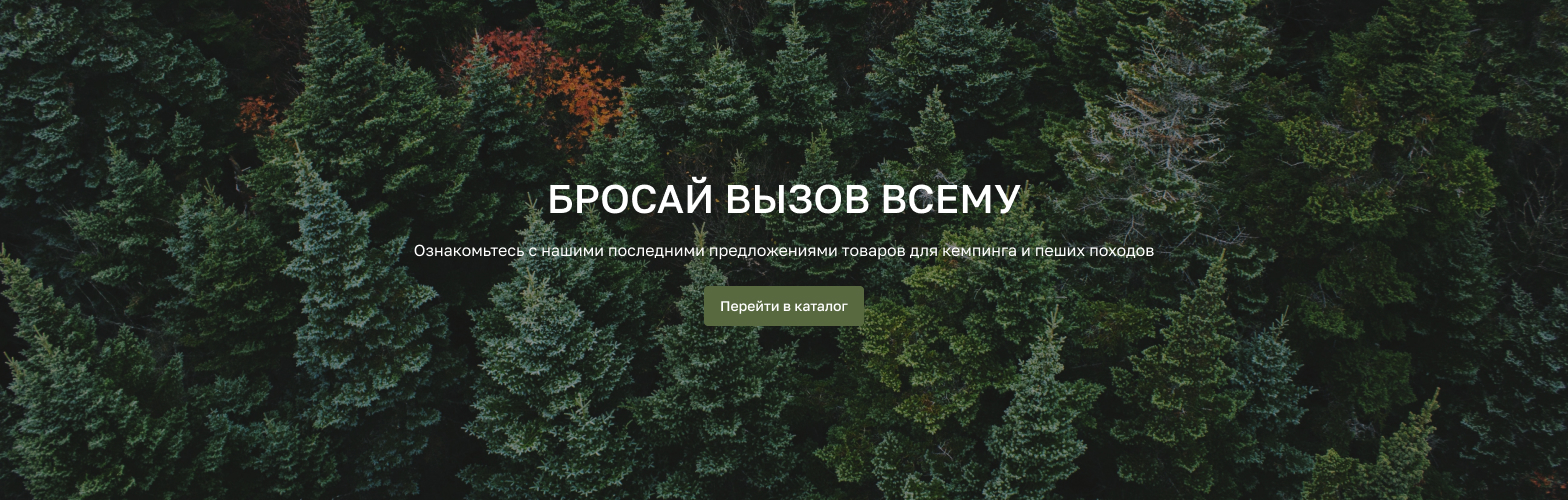 БРОСАЙ ВЫЗОВ ВСЕМУ
Ознакомьтесь с нашими последними предложениями товаров для кемпинга и пеших походов
Перейти в каталог